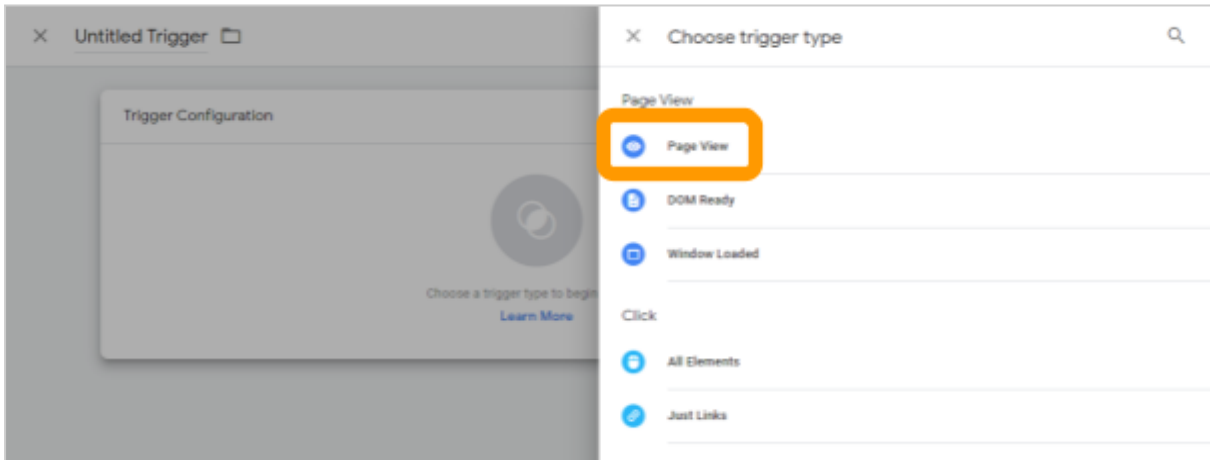 Untitled Trigger
Trigger Configuration
Choose a trigger type to begin
Learn More
Choose trigger type
Page View
Page View
DOM Ready
Window Loaded
Click
All Elements
Just Links